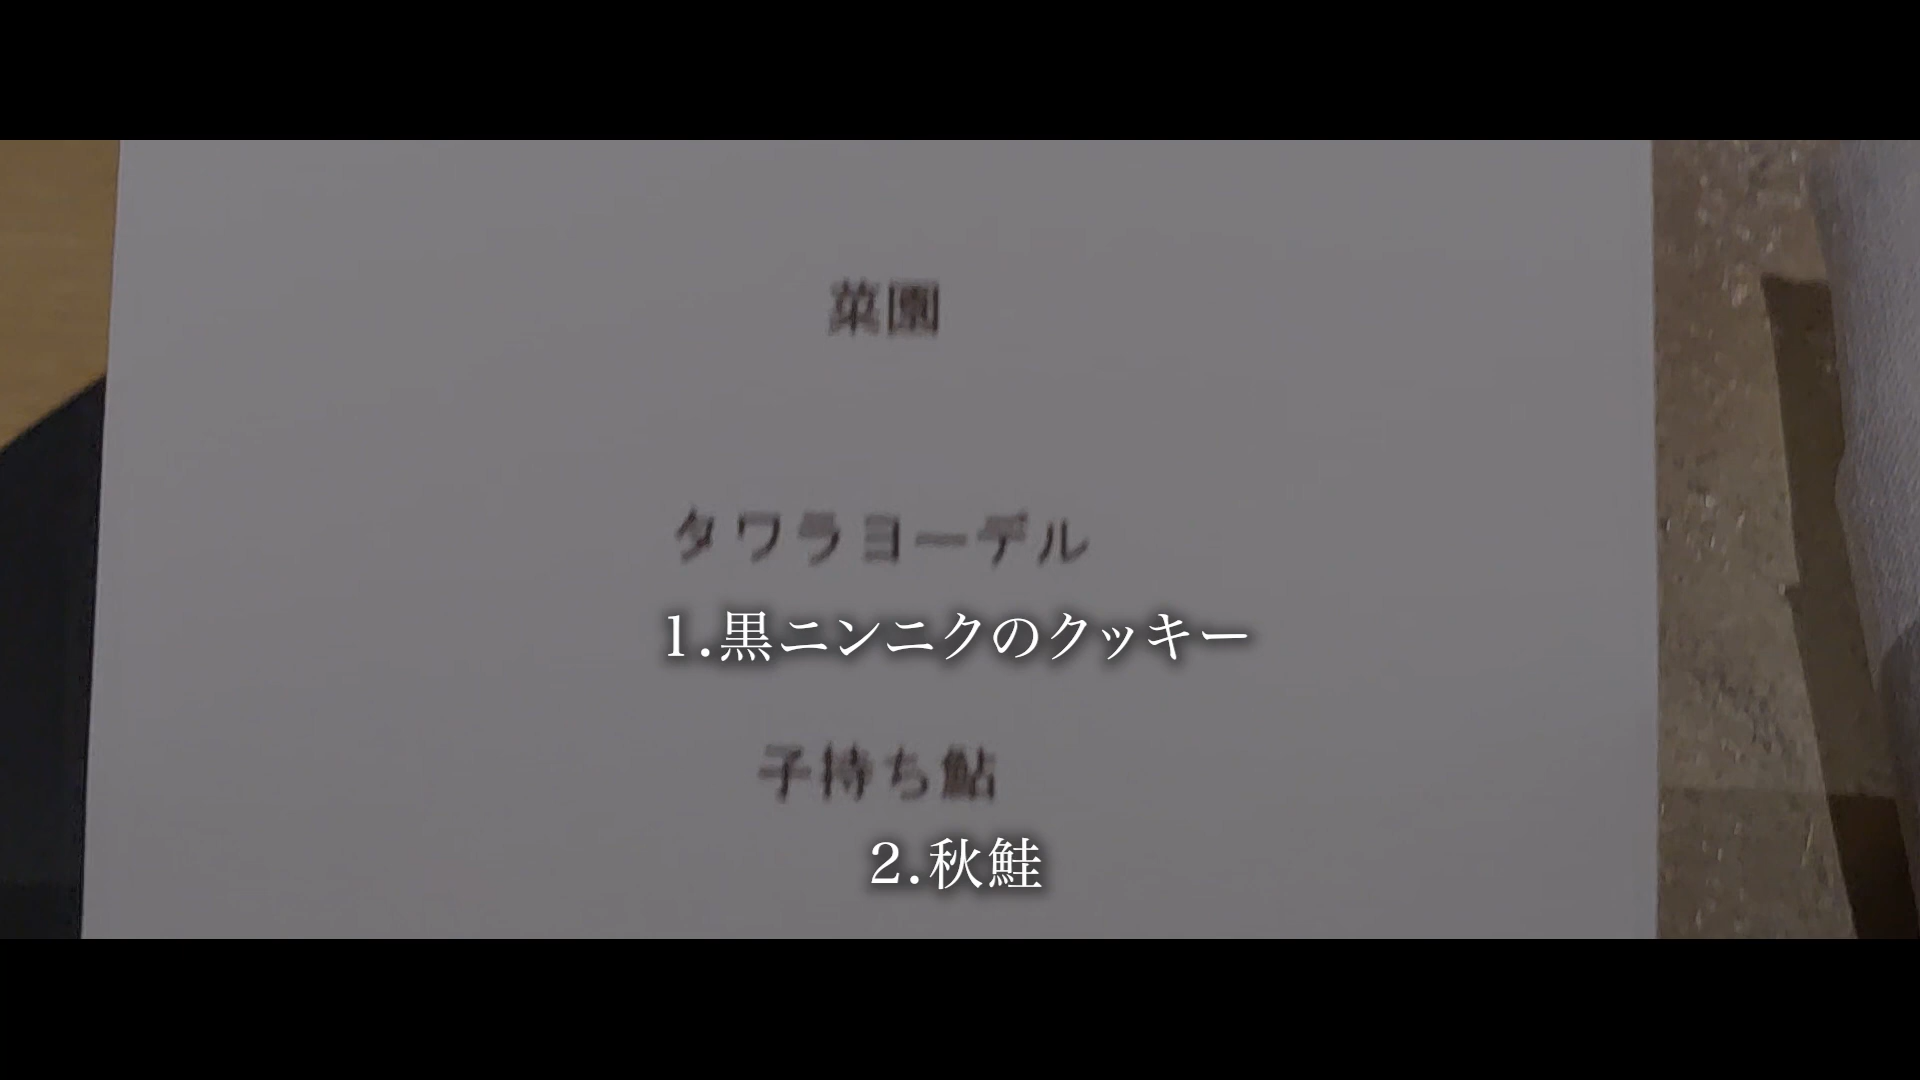 菜園
タワラヨーデル
1.黒ニンニクのクッキー
子持ち鮎
2.秋鮭